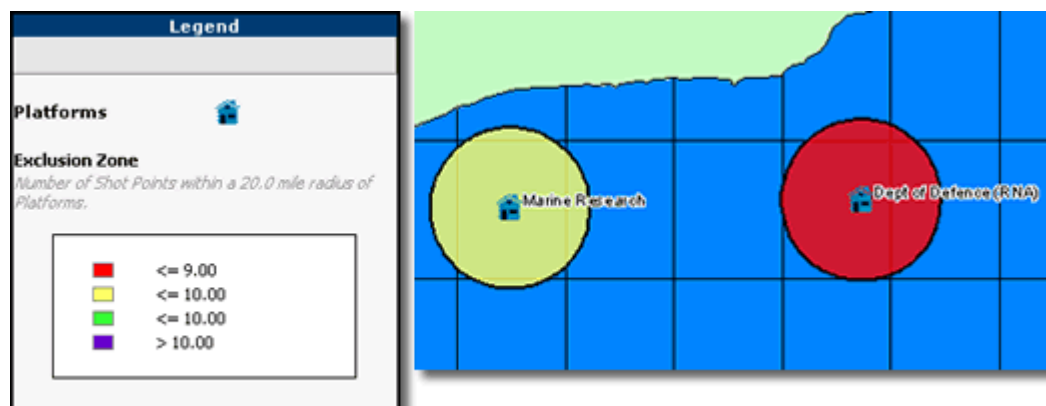 Legend
Platforms
Exclusion Zone
Number of Shot Points within a 20.0 mile radius of
Platforms.
<= 9.00
<= 10.00
<= 10.00
> 10.00
Marine Research
Dept of Defence (RNA)